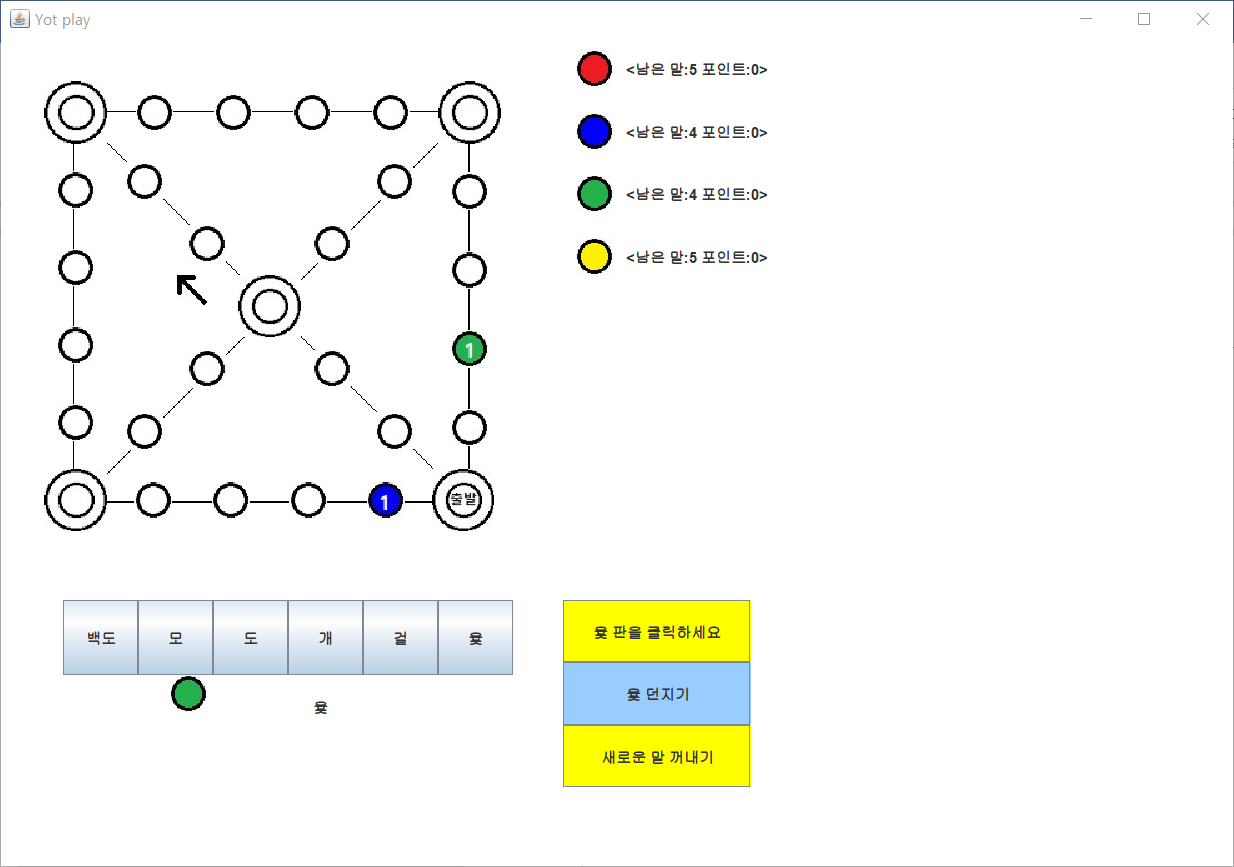 Yot play
<남은 말:5 포인트:0>
<남은 말:4 포인트:0>
<남은 말:4 포인트:0>
<남은 말:5 포인트:0>
1
1
출발
백도 모 도 개 걸 윷
윷
윷 판을 클릭하세요
윷 던지기
새로운 말 꺼내기